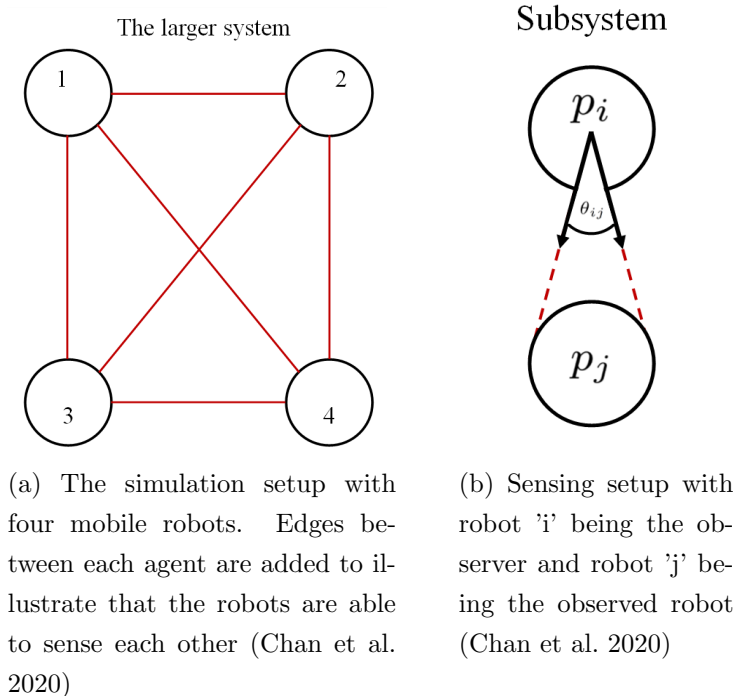 The larger system
1
2
3
4
(a) The simulation setup with
four mobile robots. Edges be-
tween each agent are added to il-
lustrate that the robots are able
to sense each other (Chan et al.
2020)
Subsystem
p_i
θ_{ij}
p_j
(b) Sensing setup with
robot 'i' being the ob-
server and robot 'j' be-
ing the observed robot
(Chan et al. 2020)